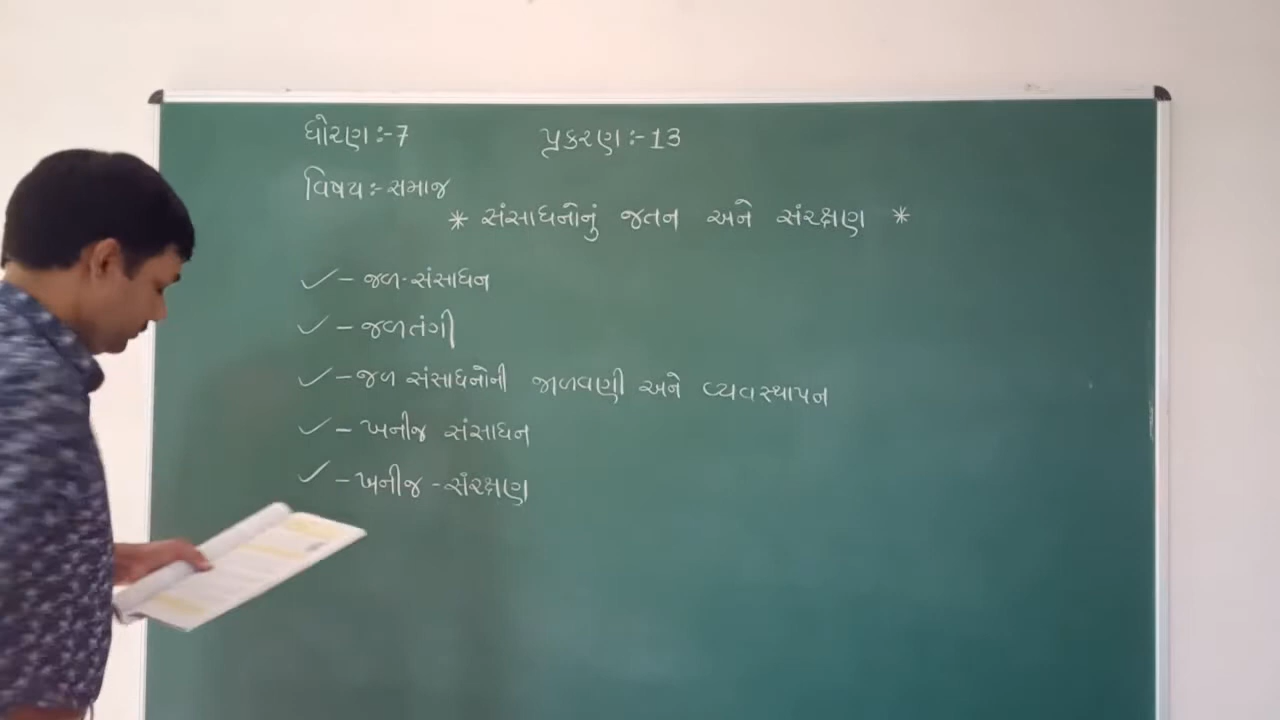 ધોરણ:-7 પ્રકરણ:-13
વિષય:-સમાજ
* સંસાધનોનું જતન અને સંરક્ષણ *
✓ - જળ-સંસાધન
✓ - જળતંગી
✓ - જળ સંસાધનોની જાળવણી અને વ્યવસ્થાપન
✓ - ખનીજ સંસાધન
✓ - ખનીજ -સંરક્ષણ